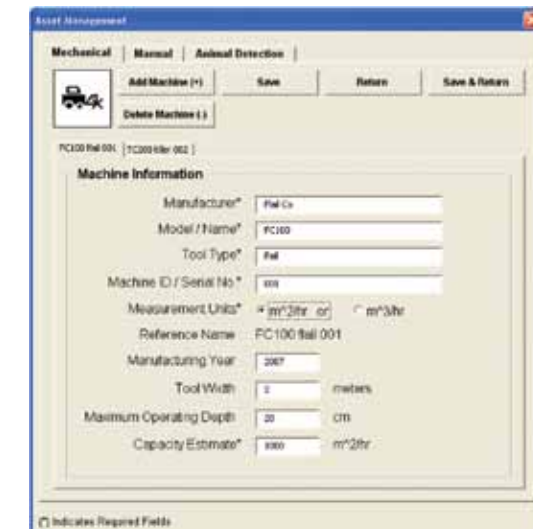 Asset Management
Mechanical | Manual | Animal Detection
Add Machine (+) Save Return Save & Return
Delete Machine (-)
FC100 flail 001 TC200 tiller 002
Machine Information
Manufacturer* Flail Co
Model / Name* FC100
Tool Type* Flail
Machine ID / Serial No.* 001
Measurement Units* m^2/hr or m^3/hr
Reference Name FC100 flail 001
Manufacturing Year 2007
Tool Width 2 meters
Maximum Operating Depth 20 cm
Capacity Estimate* 1000 m^2/hr
Indicates Required Fields